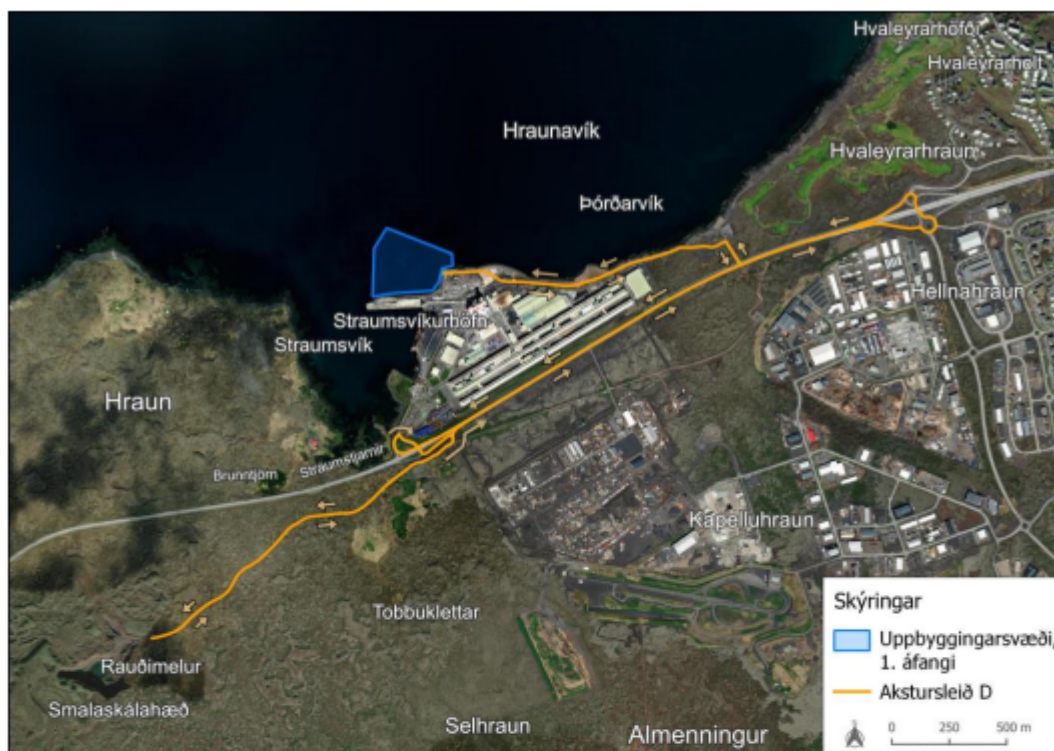 Hvaleyrarhöfði
Hvaleyrarholt
Hraunavík
Hvaleyrarhraun
Þórðarvík
Hellnahraun
Straumsvíkurhöfn
Straumsvík
Hraun
Straumstjarnir
Brunntjörn
Kapelluhraun
Tobbuklettar
Rauðimelur
Smalaskálahæð
Selhraun
Almenningur
Skýringar
Uppbyggingarsvæði,
1. áfangi
Akstursleið D
0 250 500 m